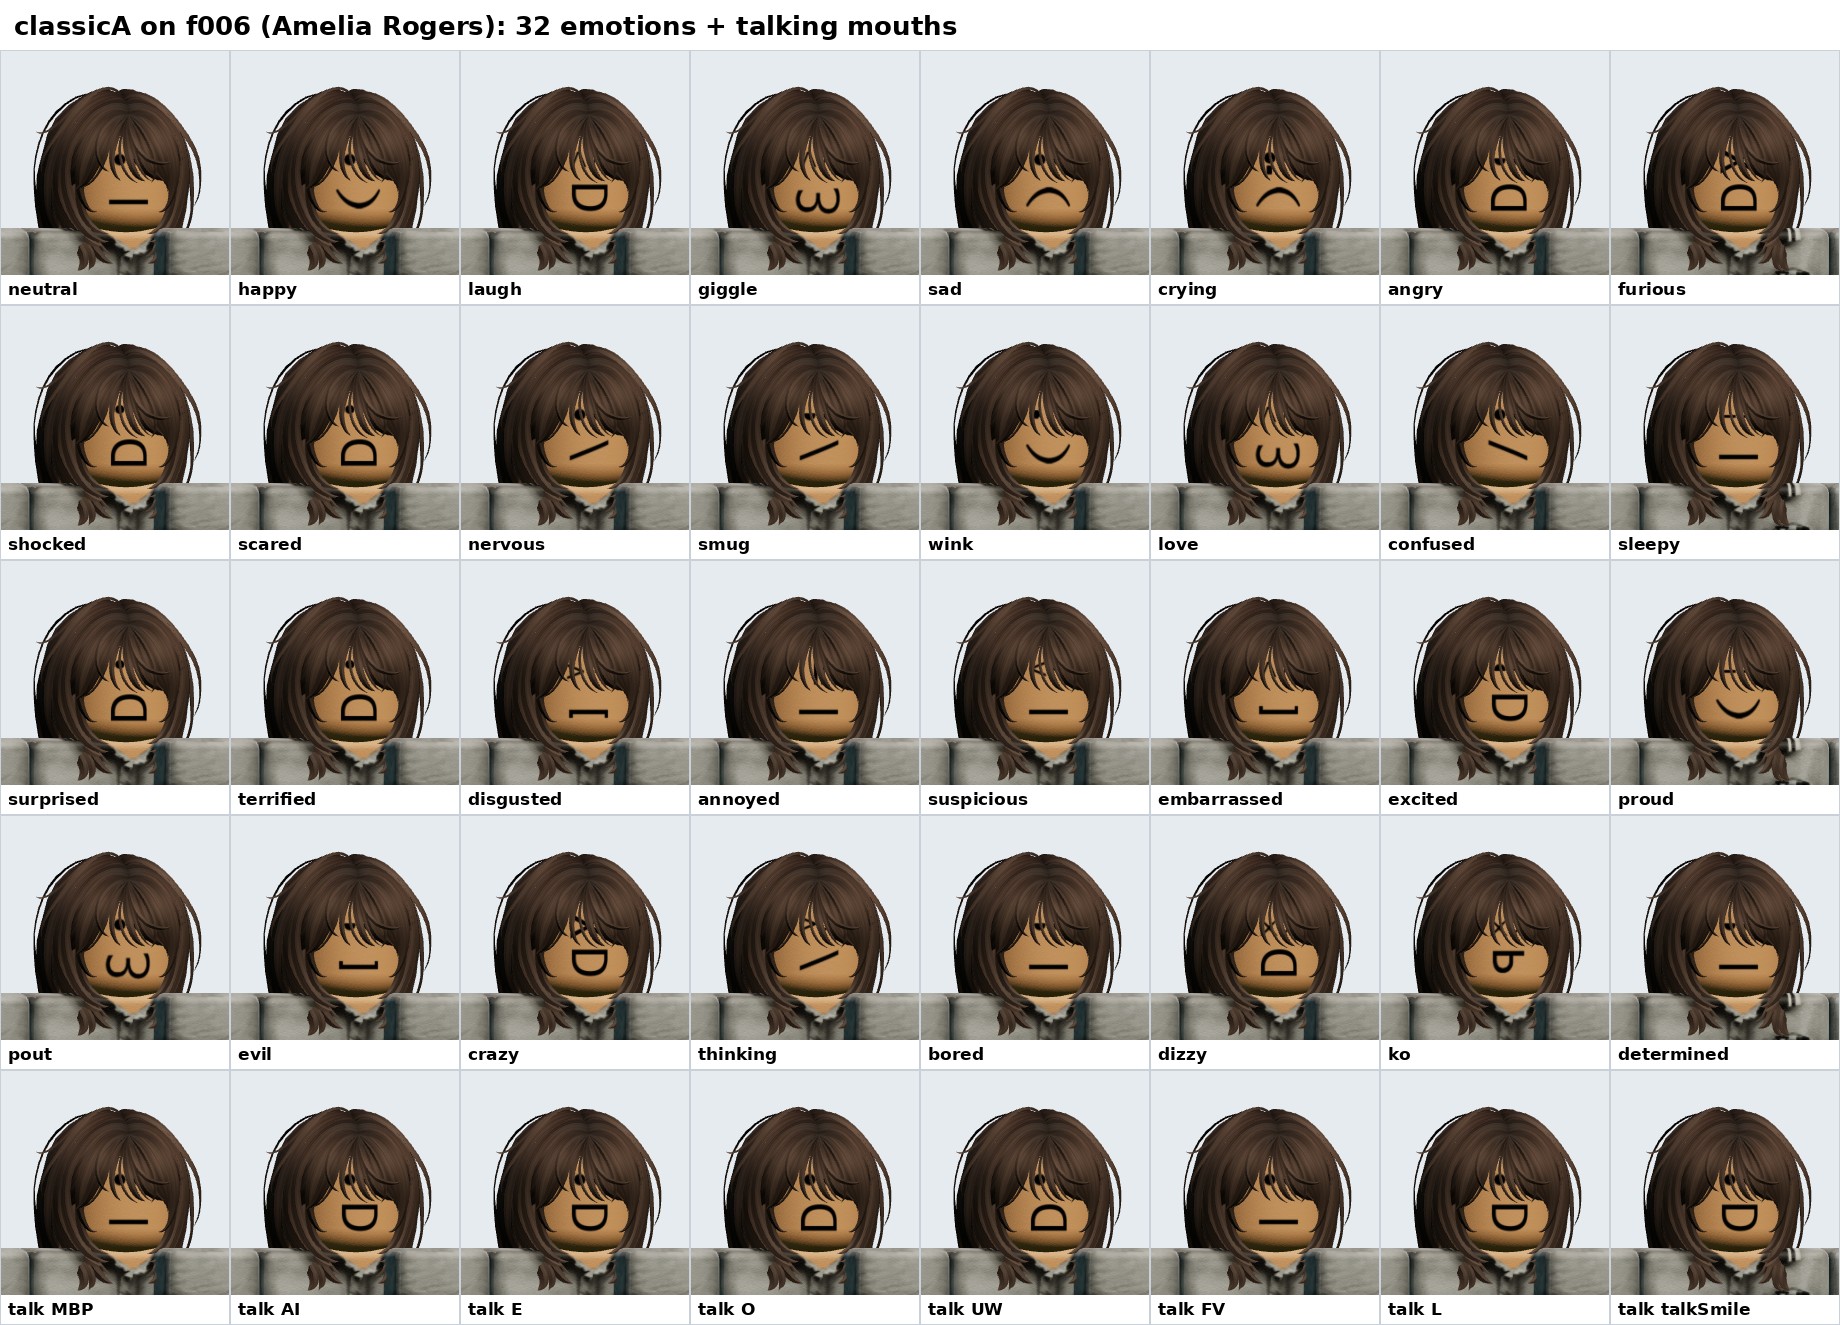 classicA on f006 (Amelia Rogers): 32 emotions + talking mouths
neutral happy laugh giggle sad crying angry furious
shocked scared nervous smug wink love confused sleepy
surprised terrified disgusted annoyed suspicious embarrassed excited proud
pout evil crazy thinking bored dizzy ko determined
talk MBP talk AI talk E talk O talk UW talk FV talk L talk talkSmile